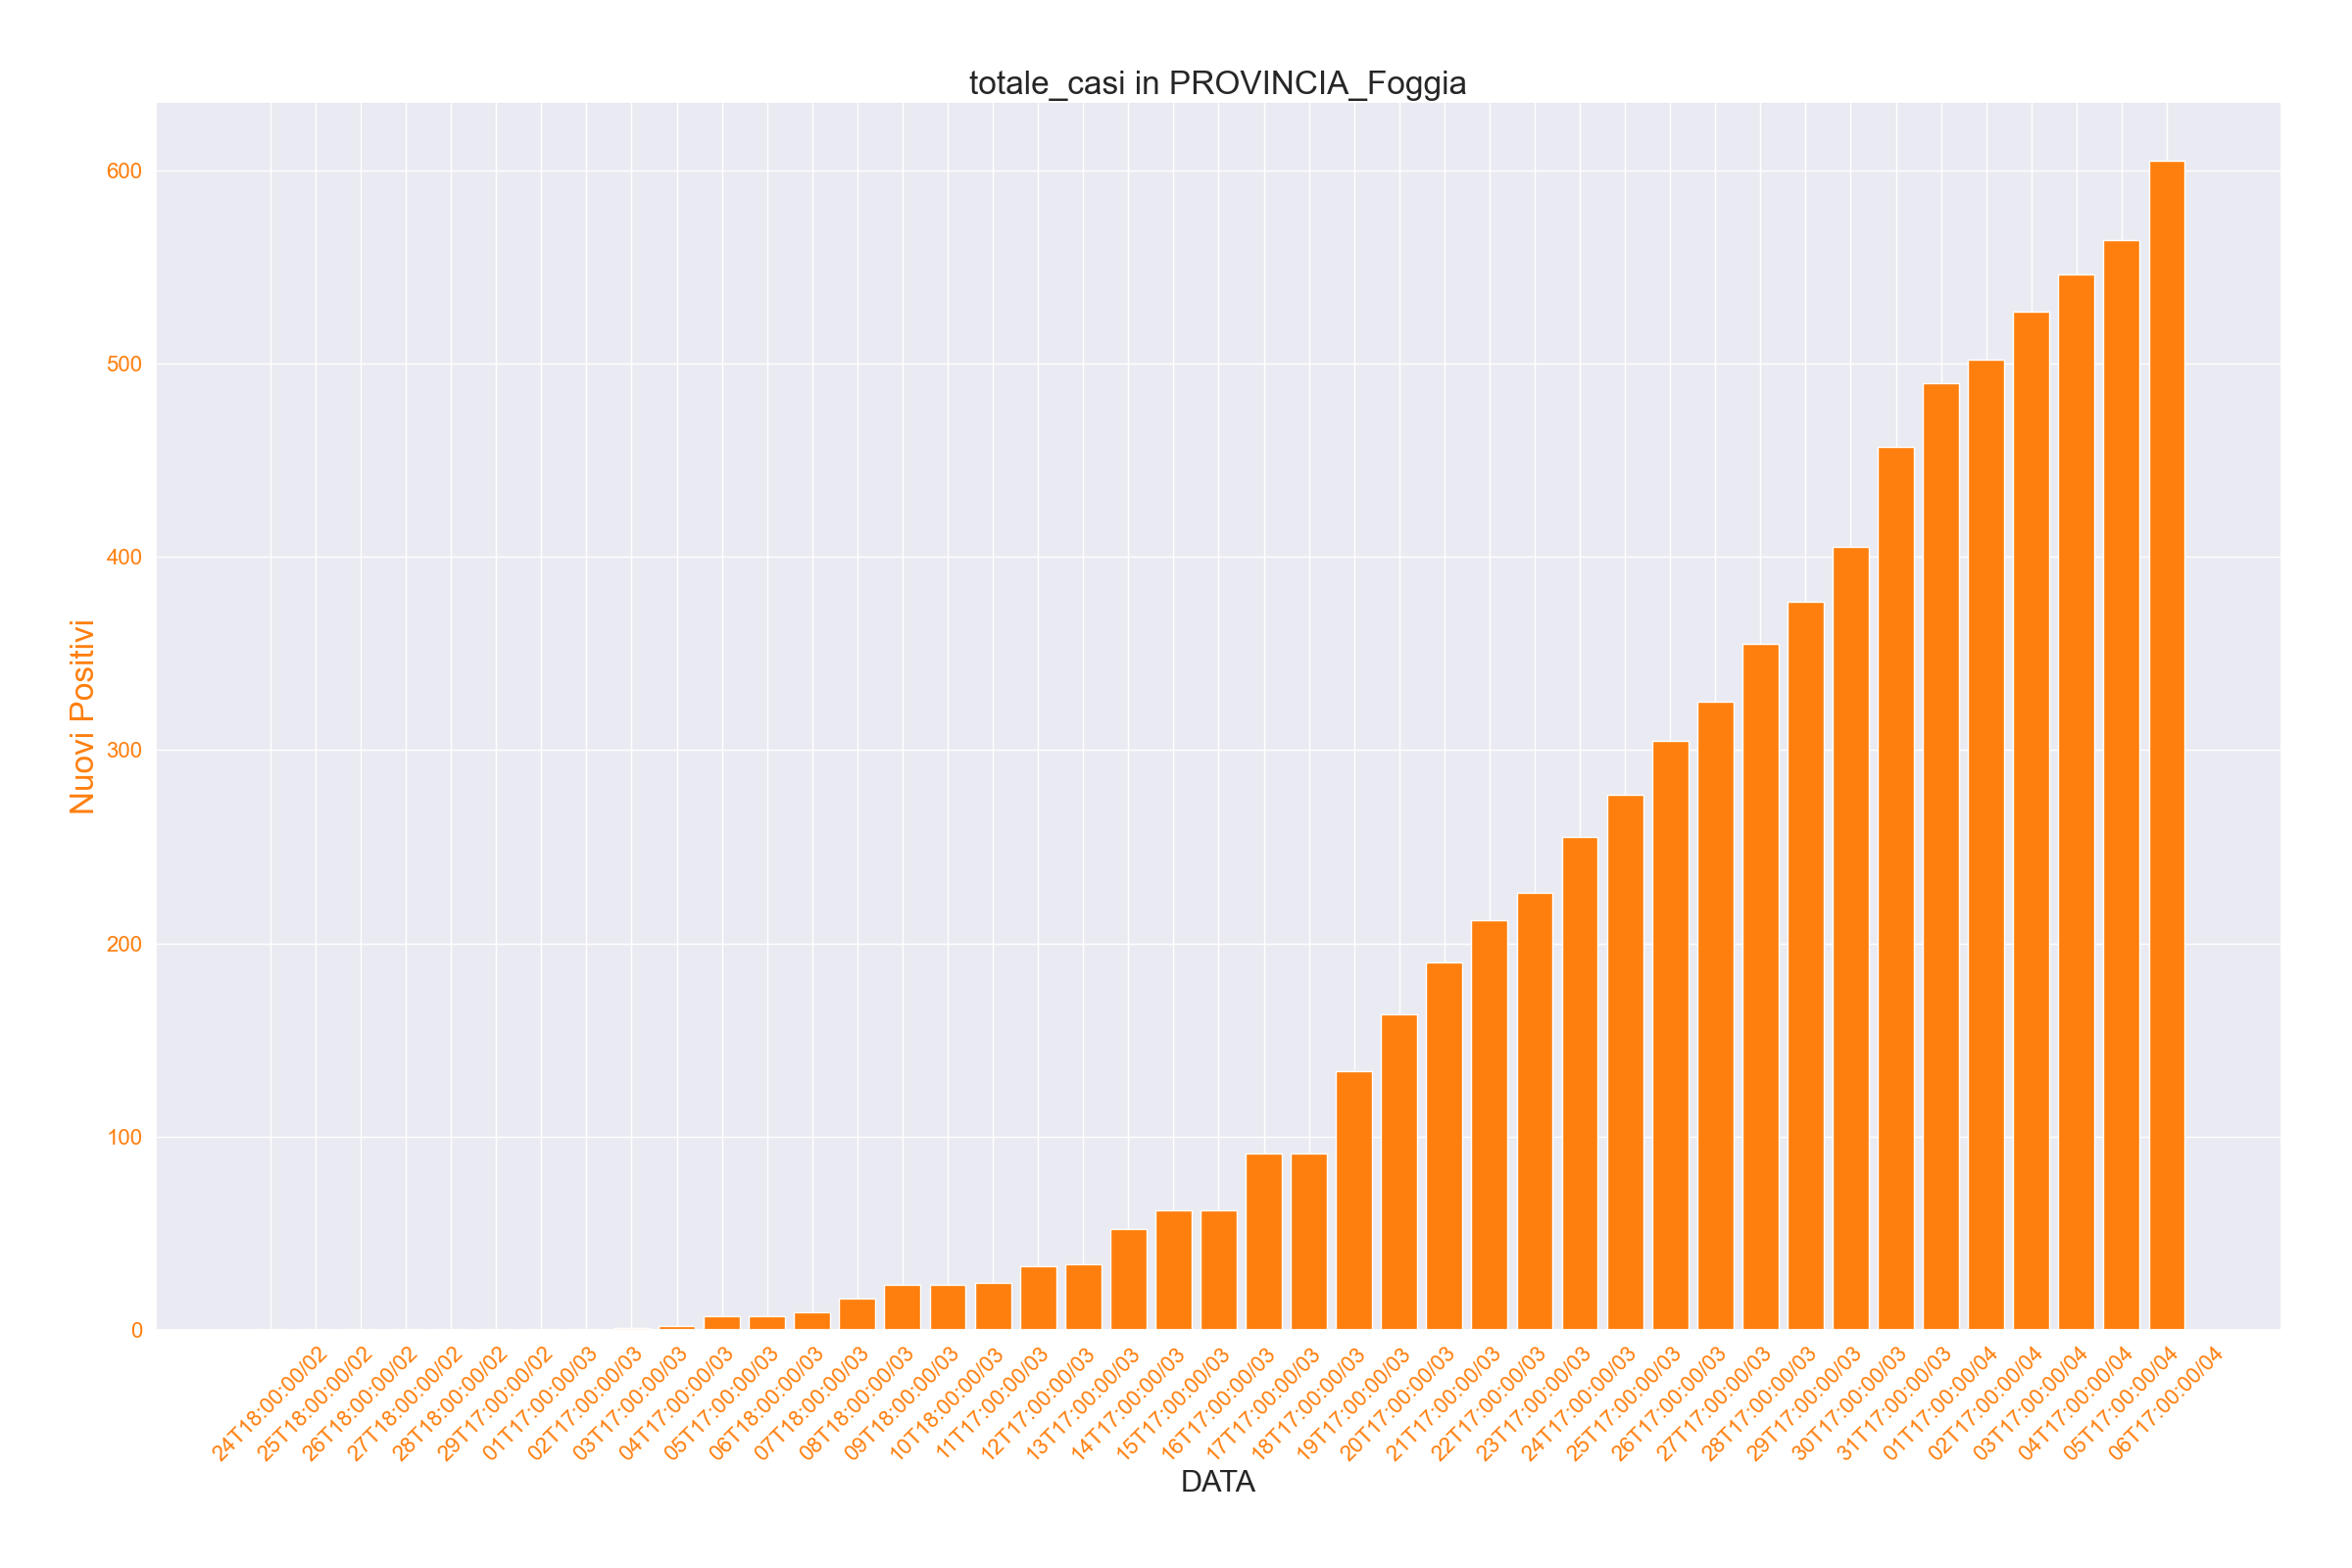 totale_casi in PROVINCIA_Foggia
600
500
400
300
200
100
0
Nuovi Positivi
24T18:00:00/02
25T18:00:00/02
26T18:00:00/02
27T18:00:00/02
28T18:00:00/02
29T17:00:00/02
01T17:00:00/03
02T17:00:00/03
03T17:00:00/03
04T17:00:00/03
05T17:00:00/03
06T18:00:00/03
07T18:00:00/03
08T18:00:00/03
09T18:00:00/03
10T18:00:00/03
11T17:00:00/03
12T17:00:00/03
13T17:00:00/03
14T17:00:00/03
15T17:00:00/03
16T17:00:00/03
17T17:00:00/03
18T17:00:00/03
19T17:00:00/03
20T17:00:00/03
21T17:00:00/03
22T17:00:00/03
23T17:00:00/03
24T17:00:00/03
25T17:00:00/03
26T17:00:00/03
27T17:00:00/03
28T17:00:00/03
29T17:00:00/03
30T17:00:00/03
31T17:00:00/03
01T17:00:00/04
02T17:00:00/04
03T17:00:00/04
04T17:00:00/04
05T17:00:00/04
06T17:00:00/04
DATA